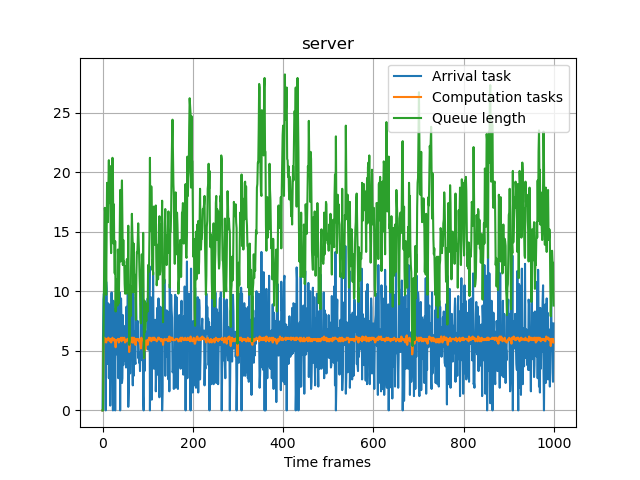 server
Arrival task
Computation tasks
Queue length
25
20
15
10
5
0
0 200 400 600 800 1000
Time frames